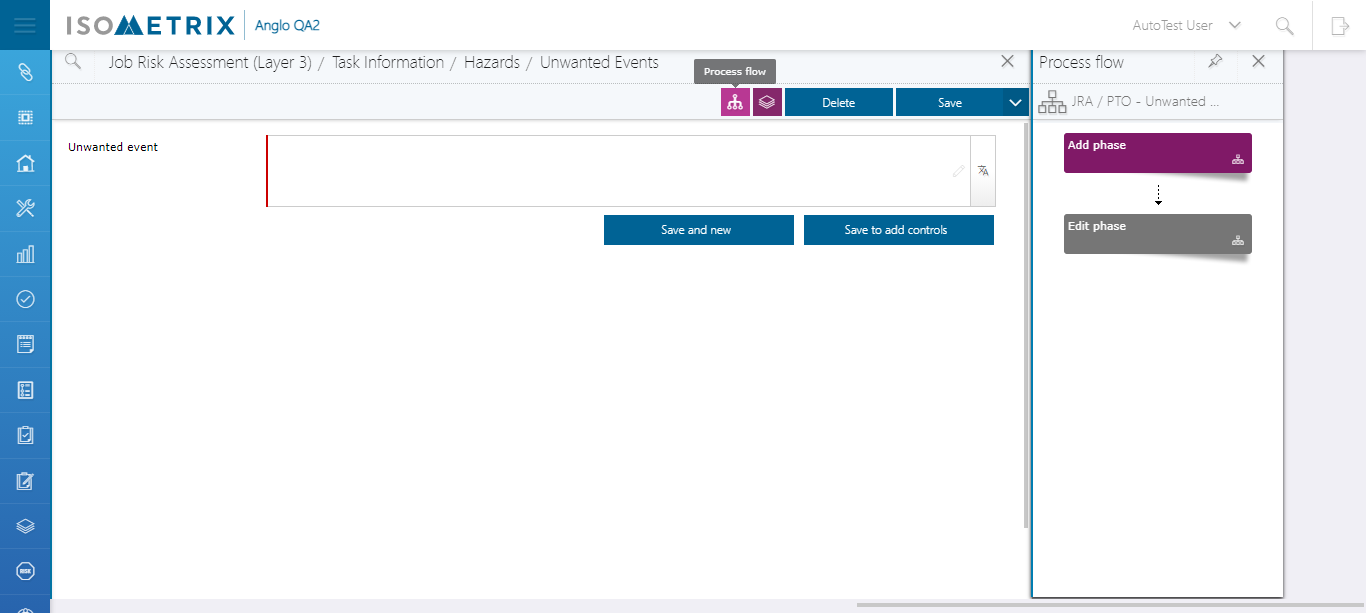 ISOMETRIX Anglo QA2
AutoTest User
Job Risk Assessment (Layer 3) / Task Information / Hazards / Unwanted Events
Process flow
Process flow
JRA / PTO - Unwanted ...
Delete
Save
Unwanted event
Save and new
Save to add controls
Add phase
Edit phase
RISK